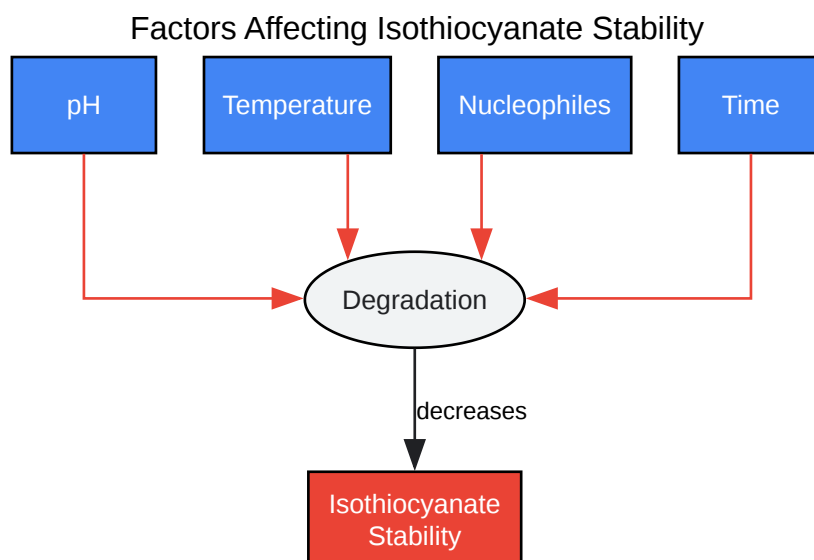 Factors Affecting Isothiocyanate Stability
pH
Temperature
Nucleophiles
Time
Degradation
decreases
Isothiocyanate
Stability